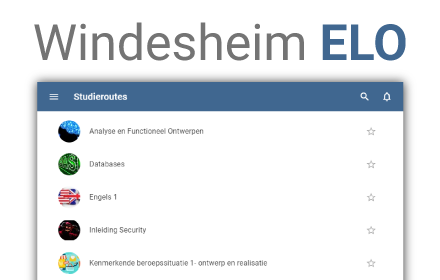 Windesheim ELO
Studieroutes
Analyse en Functioneel Ontwerpen
Databases
Engels 1
Inleiding Security
Kenmerkende beroepssituatie 1- ontwerp en realisatie